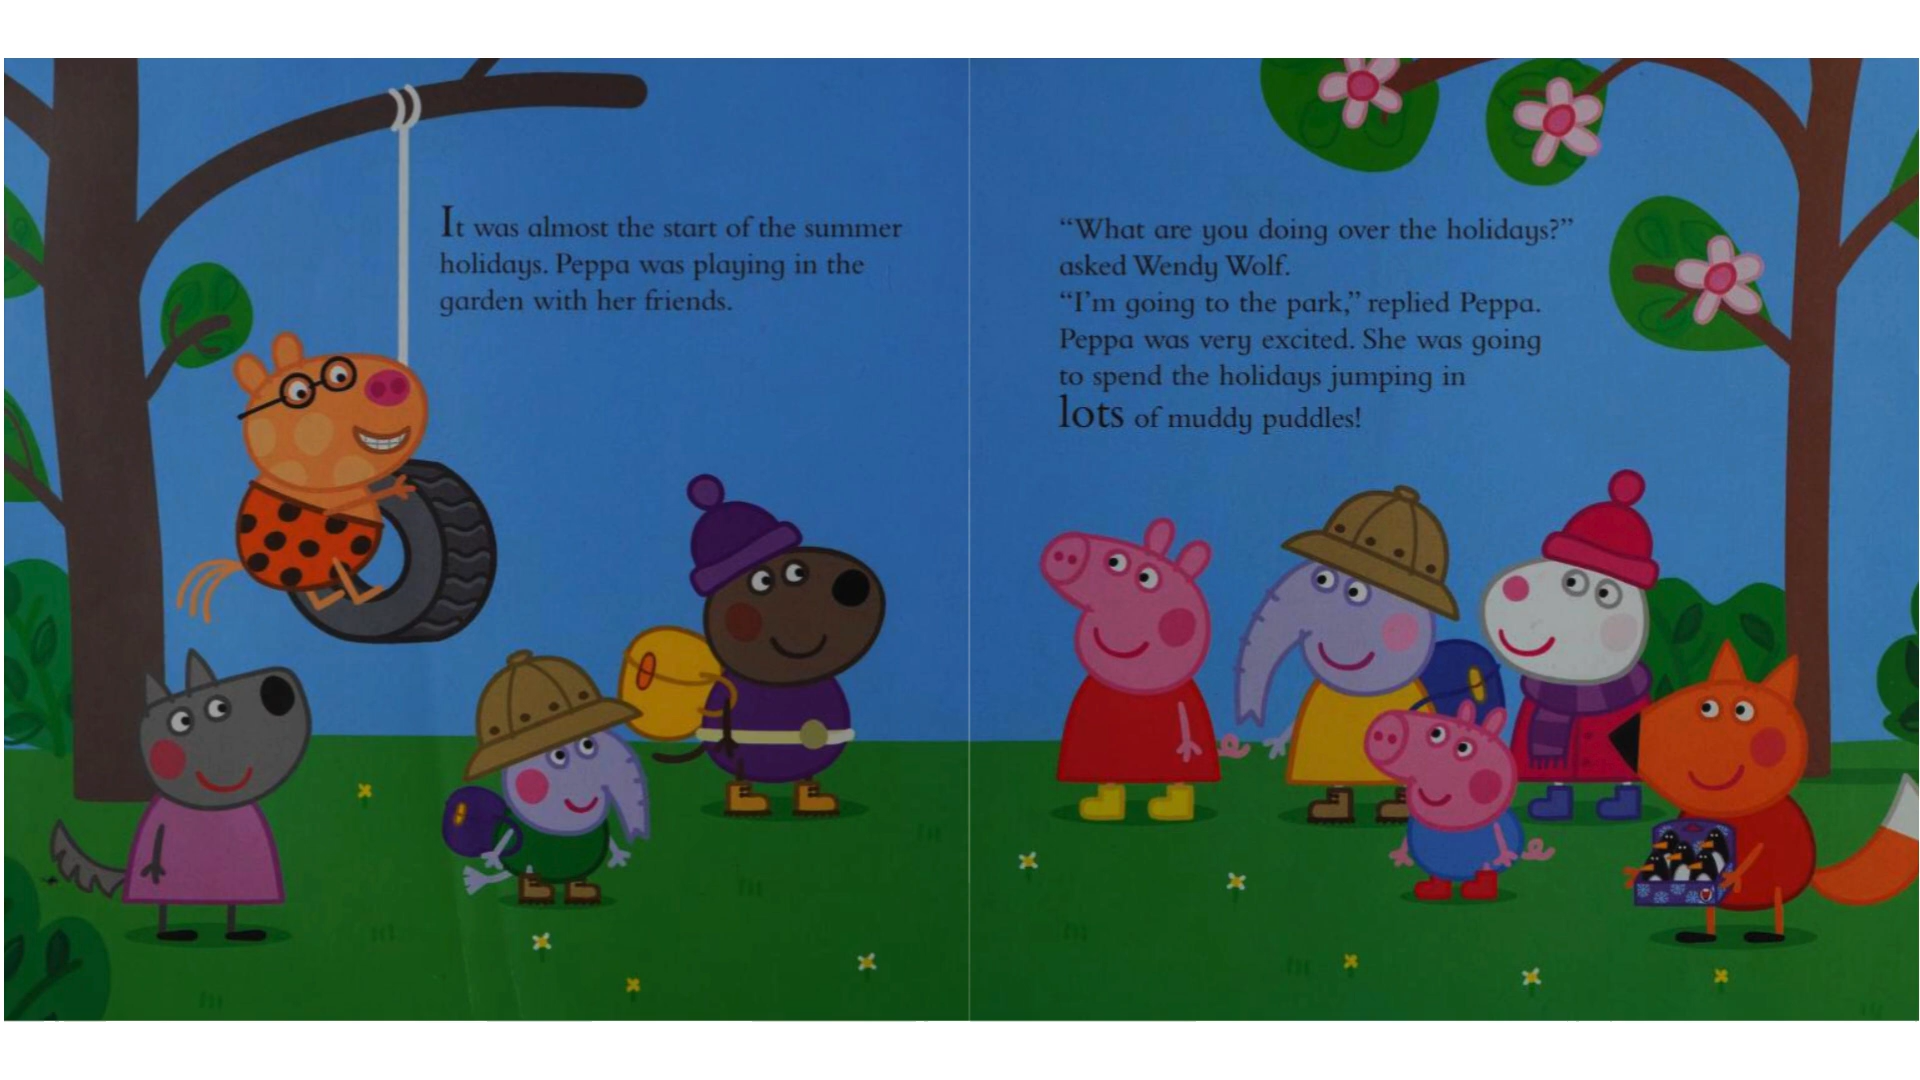 It was almost the start of the summer
holidays. Peppa was playing in the
garden with her friends.
“What are you doing over the holidays?”
asked Wendy Wolf.
“I’m going to the park,” replied Peppa.
Peppa was very excited. She was going
to spend the holidays jumping in
lots of muddy puddles!